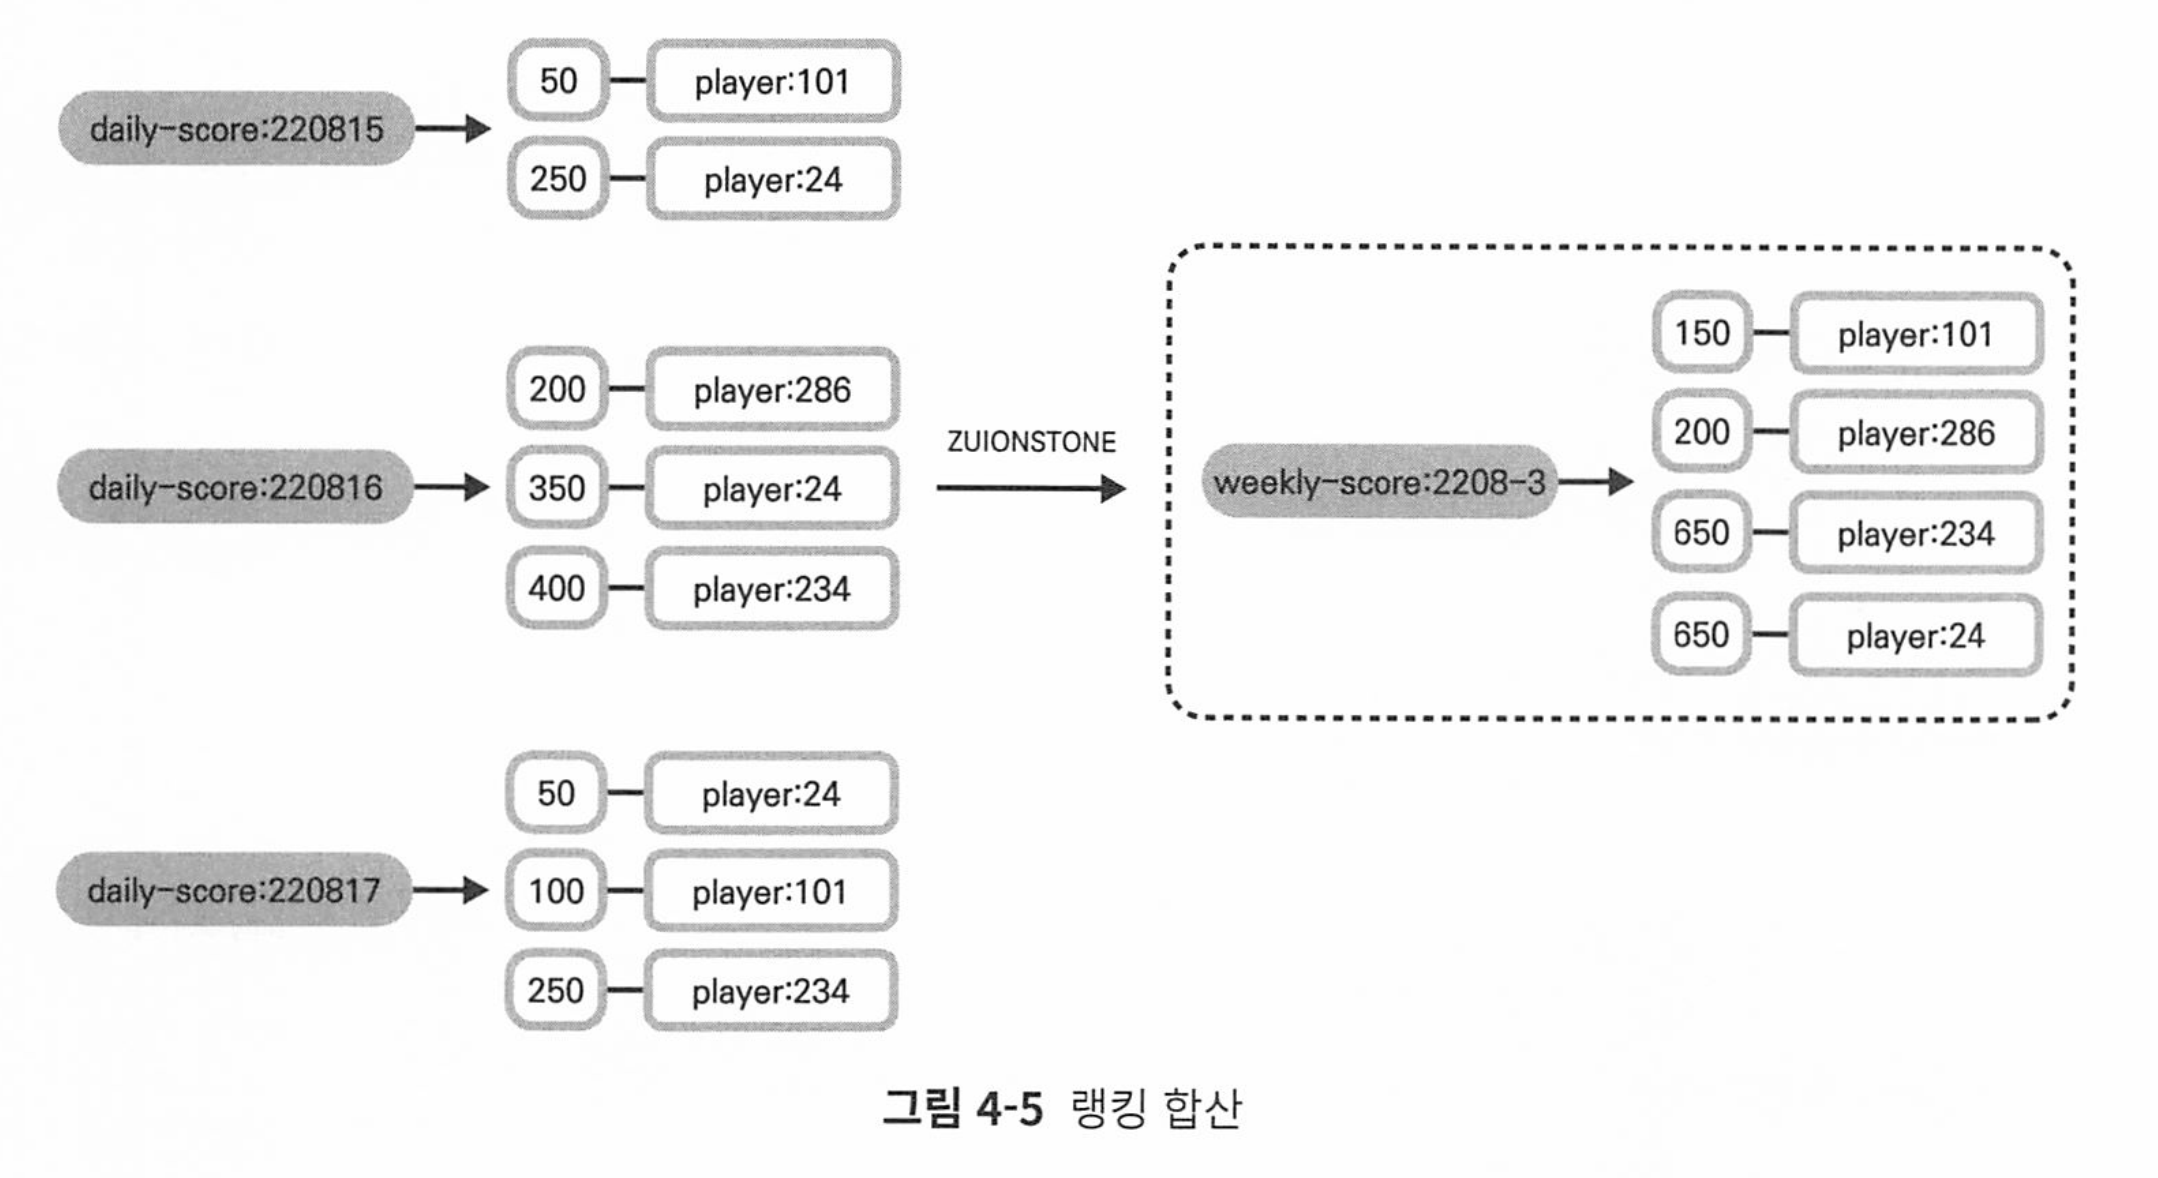 daily-score:220815
50 player:101
250 player:24
daily-score:220816
200 player:286
350 player:24
400 player:234
daily-score:220817
50 player:24
100 player:101
250 player:234
ZUIONSTONE
weekly-score:2208-3
150 player:101
200 player:286
650 player:234
650 player:24
그림 4-5 랭킹 합산